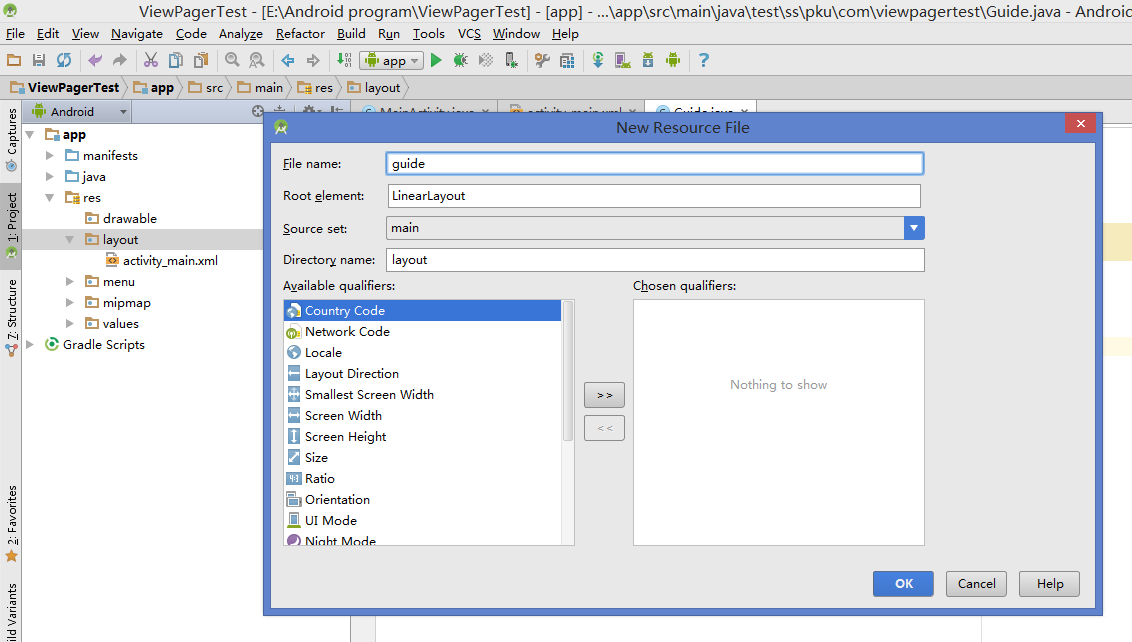 ViewPagerTest - [E:\Android program\ViewPagerTest] - [app] - ...\app\src\main\java\test\ss\pku\com\viewpagertest\Guide.java - Android
File Edit View Navigate Code Analyze Refactor Build Run Tools VCS Window Help
app
ViewPagerTest app src main res layout
Android
MainActivity.java activity_main.xml Guide.java
Captures
1: Project
7: Structure
2: Favorites
ild Variants
app
manifests
java
res
drawable
layout
activity_main.xml
menu
mipmap
values
Gradle Scripts
New Resource File
File name: guide
Root element: LinearLayout
Source set: main
Directory name: layout
Available qualifiers: Chosen qualifiers:
Country Code
Network Code
Locale
Layout Direction
Smallest Screen Width
Screen Width
Screen Height
Size
Ratio
Orientation
UI Mode
Night Mode
>>
<<
Nothing to show
OK Cancel Help